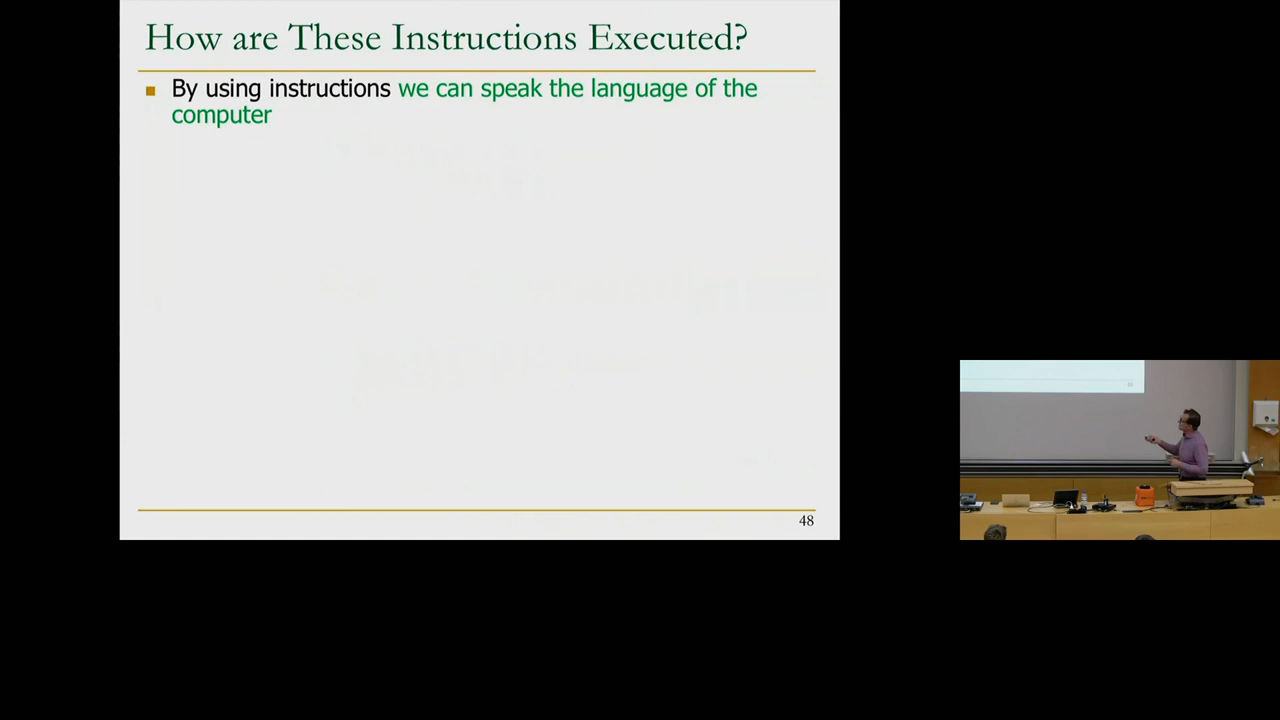 How are These Instructions Executed?
By using instructions we can speak the language of the
computer
48